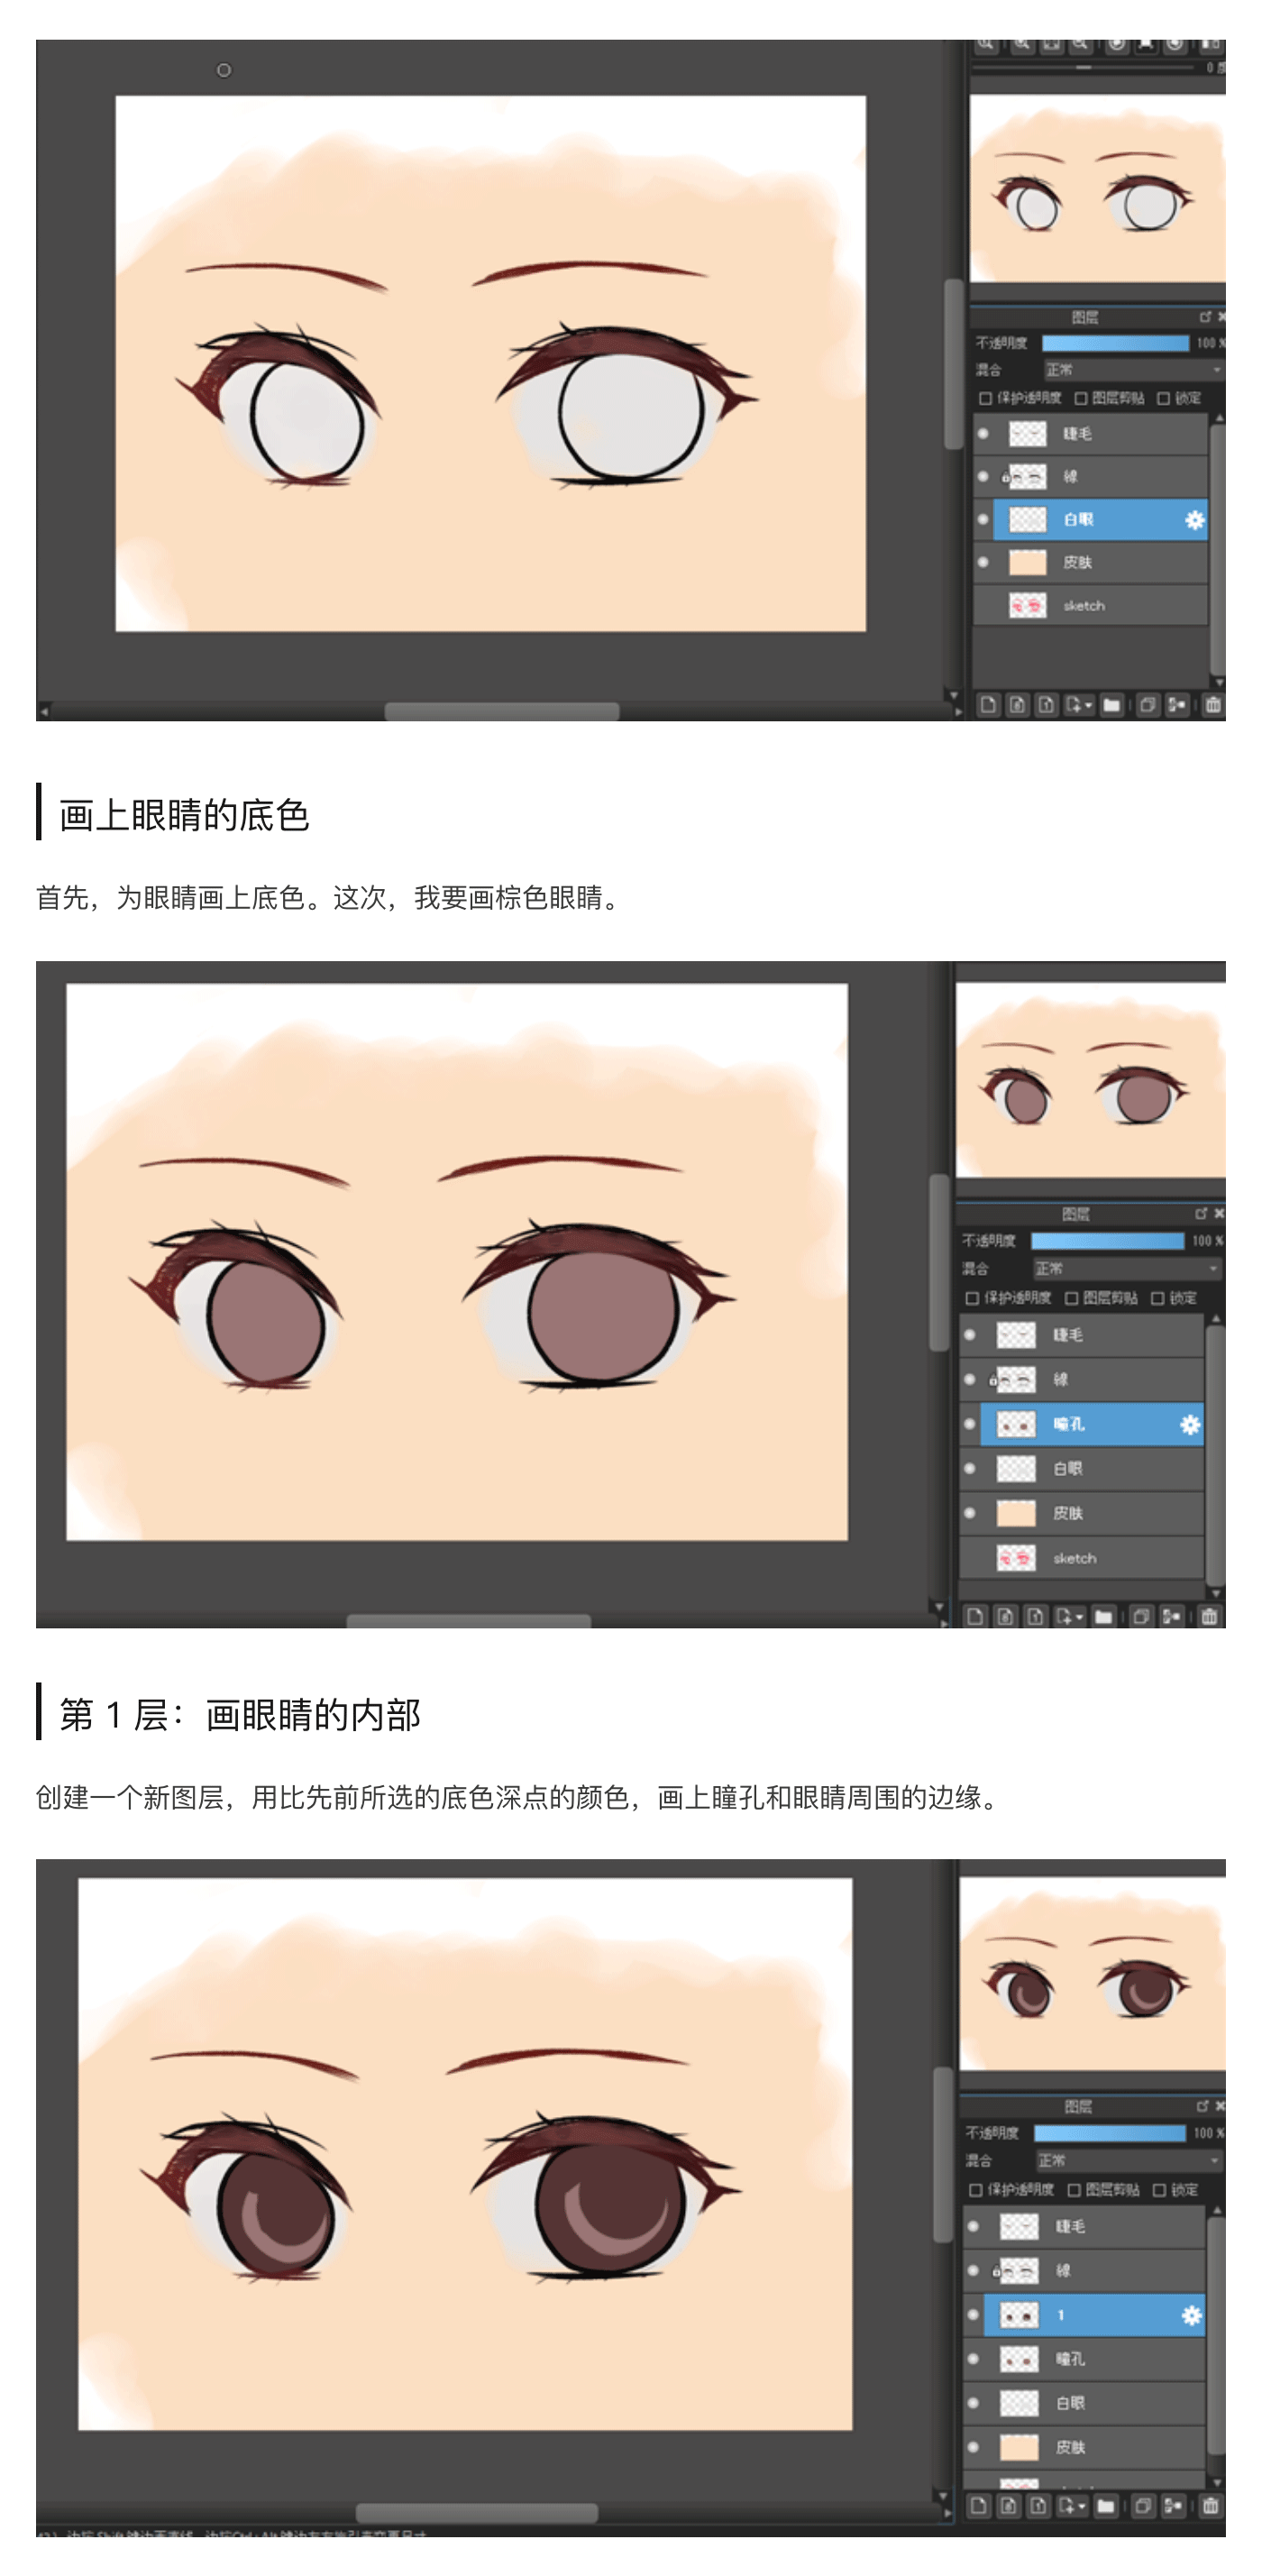 0 度
图层
不透明度 100 %
混合 正常
保护透明度 图层剪贴 锁定
睫毛
線
白眼
皮肤
sketch
画上眼睛的底色
首先，为眼睛画上底色。这次，我要画棕色眼睛。
图层
不透明度 100 %
混合 正常
保护透明度 图层剪贴 锁定
睫毛
線
瞳孔
白眼
皮肤
sketch
第 1 层：画眼睛的内部
创建一个新图层，用比先前所选的底色深点的颜色，画上瞳孔和眼睛周围的边缘。
图层
不透明度 100 %
混合 正常
保护透明度 图层剪贴 锁定
睫毛
線
1
瞳孔
白眼
皮肤